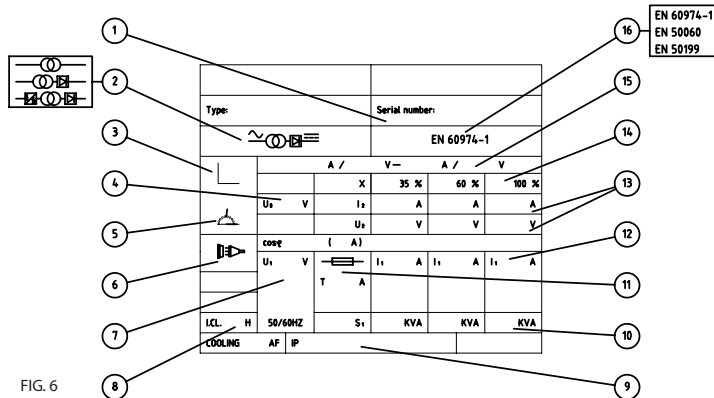 1
16
EN 60974-1
EN 50060
EN 50199
2
15
Type:
Serial number:
EN 60974-1
3
14
A / V— A / V
X 35 % 60 % 100 %
4
13
U₀ V I₂ A A A
U₂ V V V
5
12
cosφ ( A)
U₁ V I₁ A I₁ A I₁ A
6
11
T A
7
10
I.CL. H 50/60HZ S₁ KVA KVA KVA
COOLING AF IP
8
9
FIG. 6